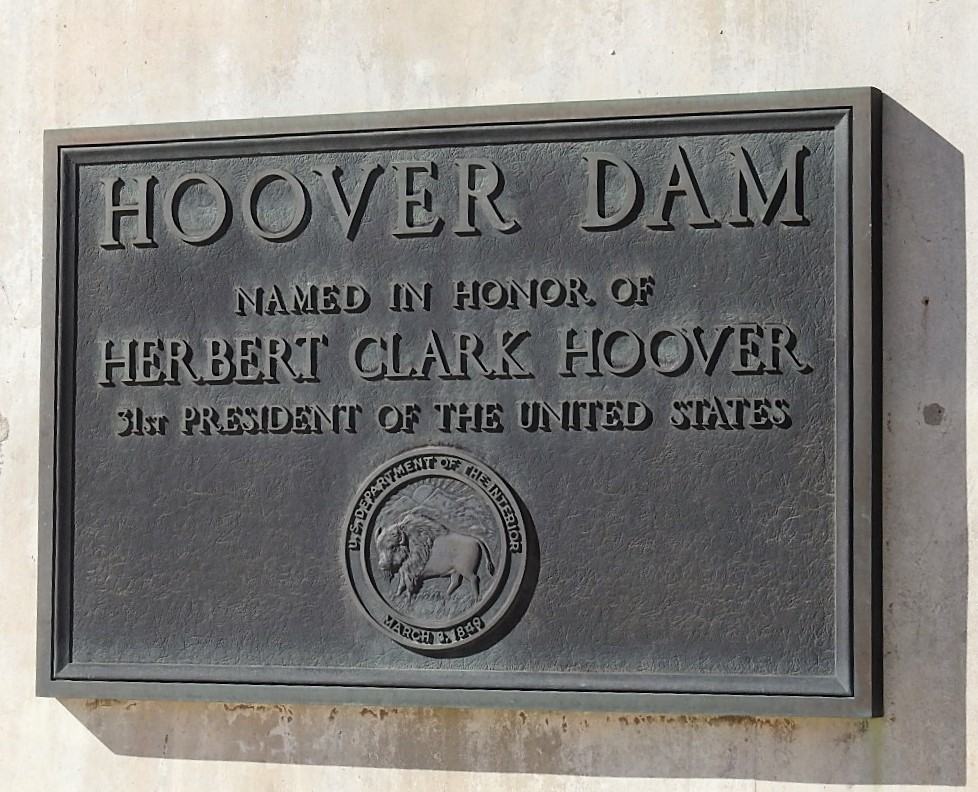 HOOVER DAM
NAMED IN HONOR OF
HERBERT CLARK HOOVER
31st PRESIDENT OF THE UNITED STATES
U.S. DEPARTMENT OF THE INTERIOR
MARCH 3, 1849